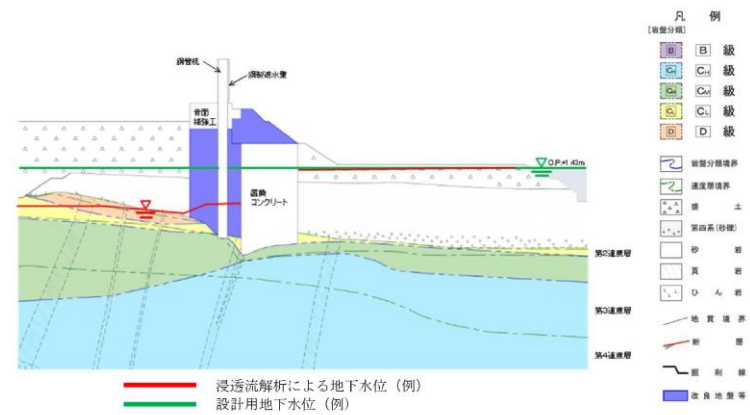 鋼管杭
鋼製遮水壁
背面
補強工
置換
コンクリート
O.P.+1.43m
第2速度層
第3速度層
第4速度層
浸透流解析による地下水位（例）
設計用地下水位（例）
凡 例
[岩盤分類]
B B 級
CH CH 級
CM CM 級
CL CL 級
D D 級
岩盤分類境界
速度層境界
盛 土
第四系(砂礫)
砂 岩
頁 岩
ひ ん 岩
地 質 境 界
断 層
掘 削 線
改 良 地 盤 等